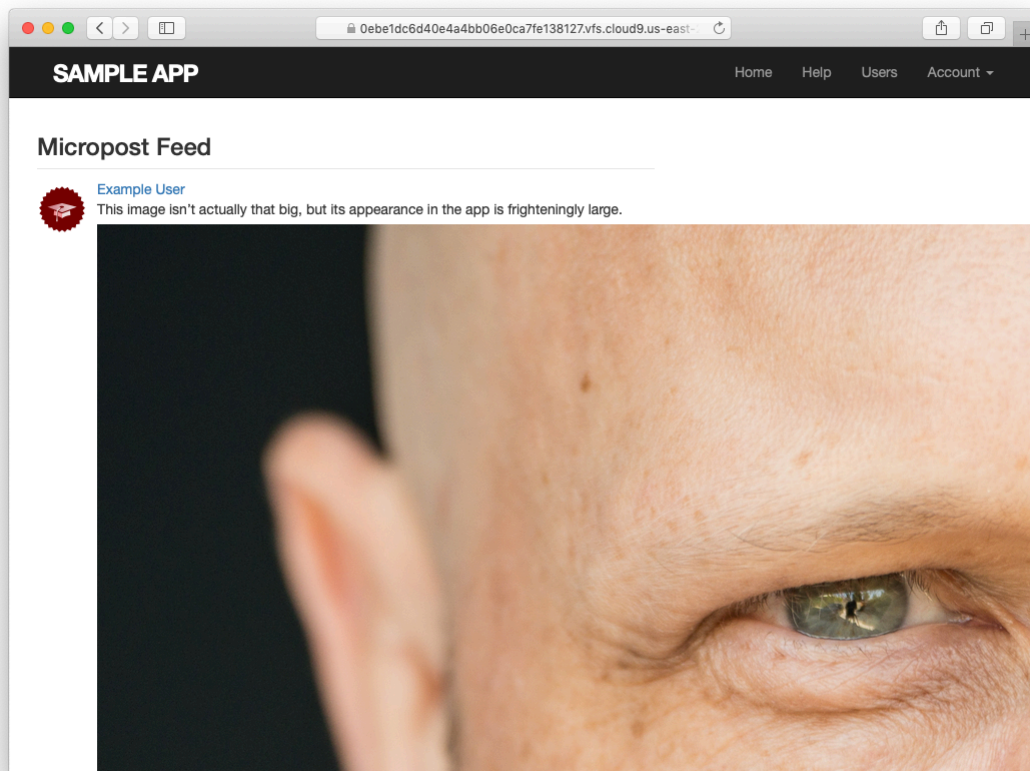 0ebe1dc6d40e4a4bb06e0ca7fe138127.vfs.cloud9.us-east-
SAMPLE APP
Home Help Users Account
Micropost Feed
Example User
This image isn’t actually that big, but its appearance in the app is frighteningly large.